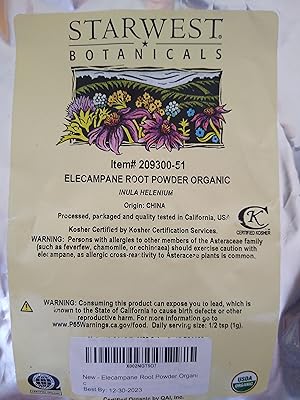 STARWEST
BOTANICALS
Item# 209300-51
ELECAMPANE ROOT POWDER ORGANIC
INULA HELENIUM
Origin: CHINA
Processed, packaged and quality tested in California, USA
Kosher Certified by Kosher Certification Services.
CK
CERTIFIED KOSHER
WARNING: Persons with allergies to other members of the Asteraceae family
(such as feverfew, chamomile, or echinacea) should exercise caution with
elecampane, as allergic cross-reactivity to Asteraceae plants is common.
WARNING: Consuming this product can expose you to lead, which is
known to the State of California to cause birth defects or other
reproductive harm. For more information go to
www.P65Warnings.ca.gov/food. Daily serving size: 1/2 tsp (1g).
New - Elecampane Root Powder Organi
c
Best By: 12-30-2023
USDA
ORGANIC
Certified Organic by QAI, Inc.